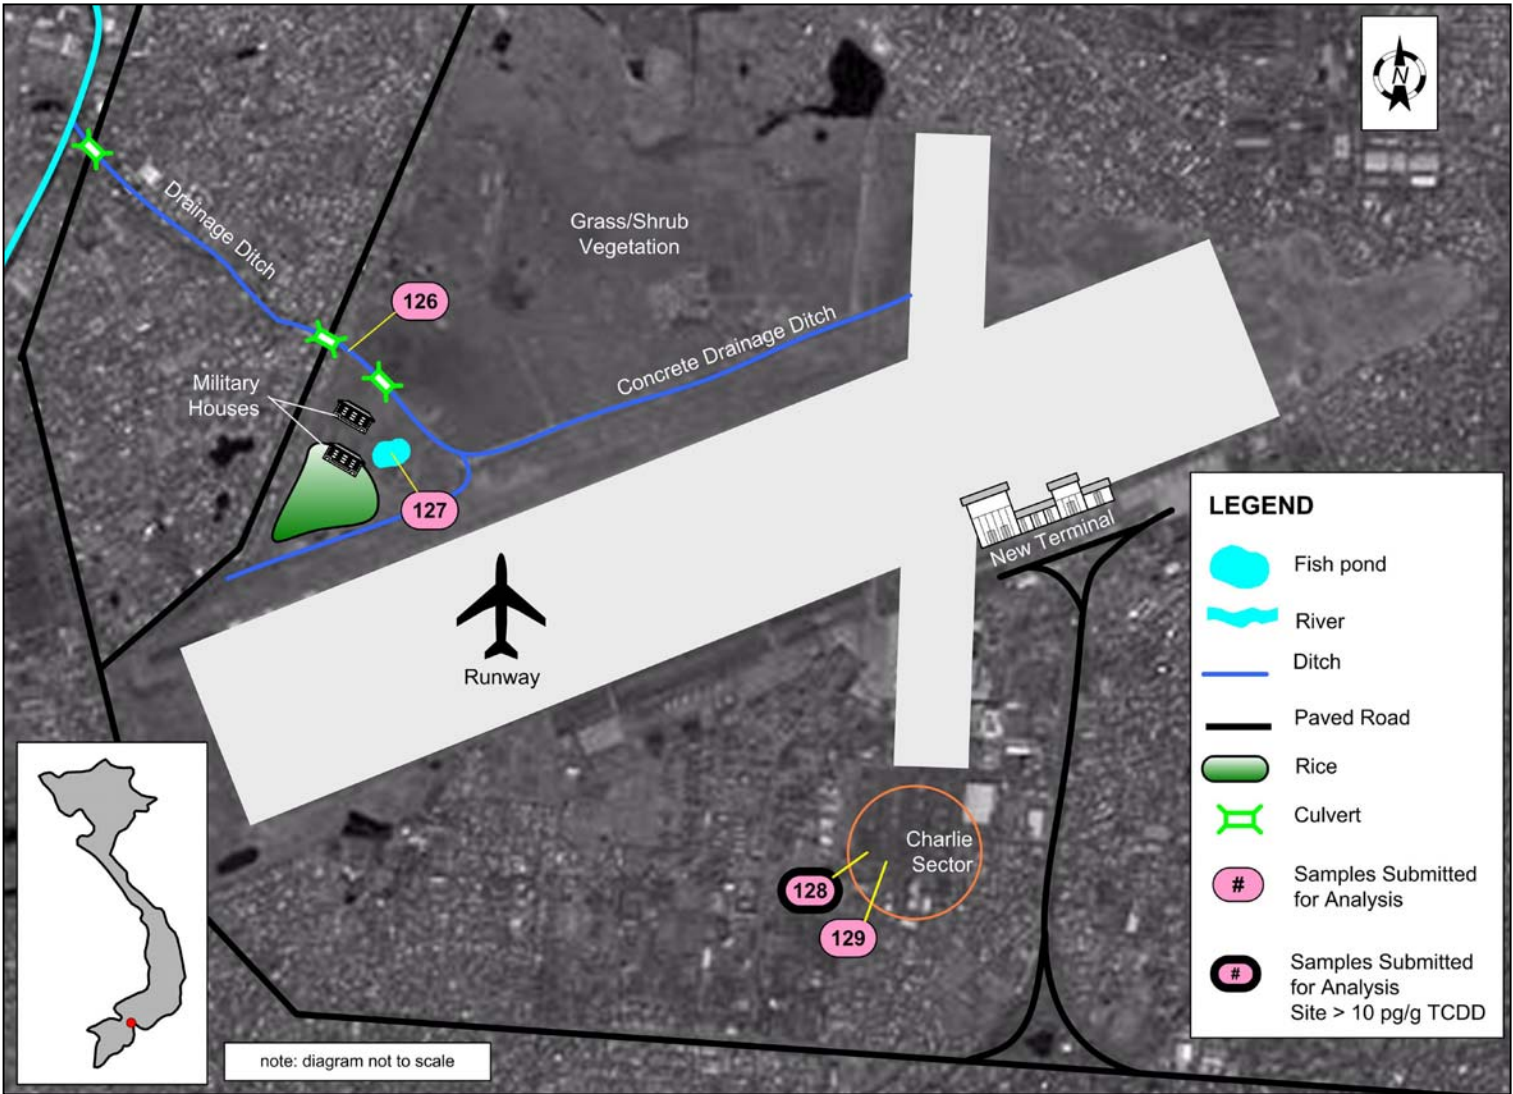 N
Drainage Ditch
Grass/Shrub
Vegetation
126
Concrete Drainage Ditch
Military
Houses
127
New Terminal
Runway
Charlie
Sector
128
129
note: diagram not to scale
LEGEND
Fish pond
River
Ditch
Paved Road
Rice
Culvert
# Samples Submitted
for Analysis
# Samples Submitted
for Analysis
Site > 10 pg/g TCDD